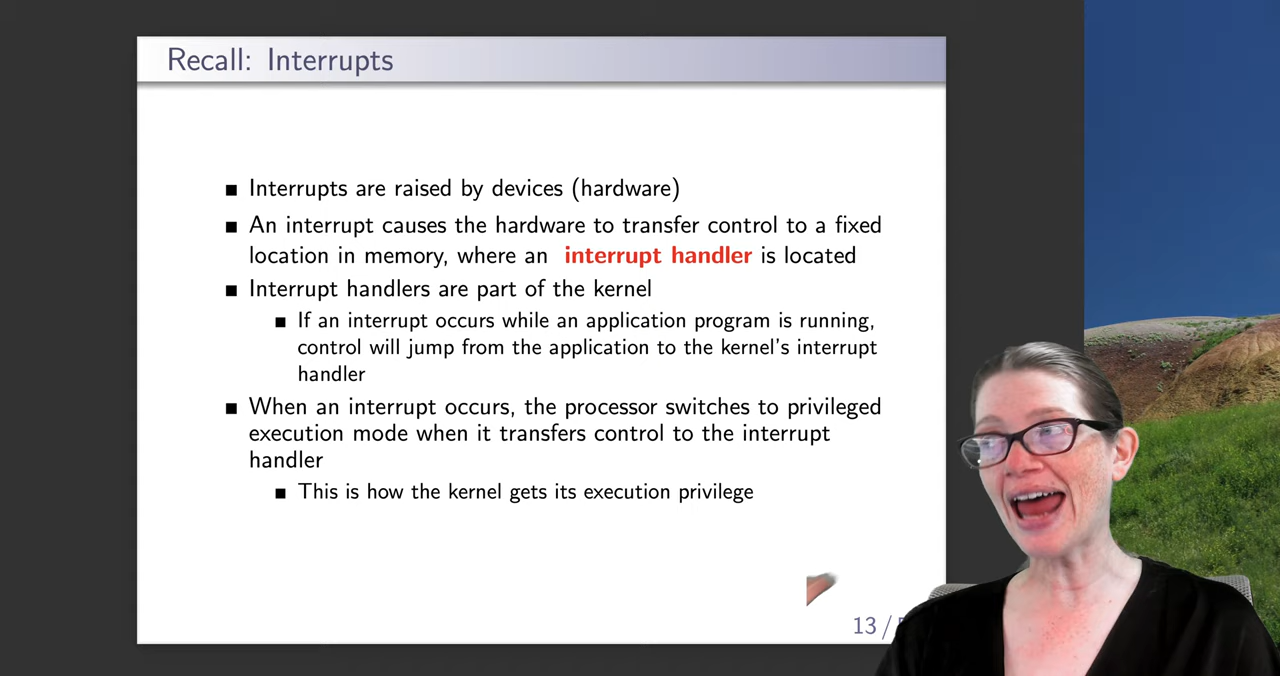 Recall: Interrupts
■ Interrupts are raised by devices (hardware)
■ An interrupt causes the hardware to transfer control to a fixed
location in memory, where an interrupt handler is located
■ Interrupt handlers are part of the kernel
■ If an interrupt occurs while an application program is running,
control will jump from the application to the kernel's interrupt
handler
■ When an interrupt occurs, the processor switches to privileged
execution mode when it transfers control to the interrupt
handler
■ This is how the kernel gets its execution privilege
13 /